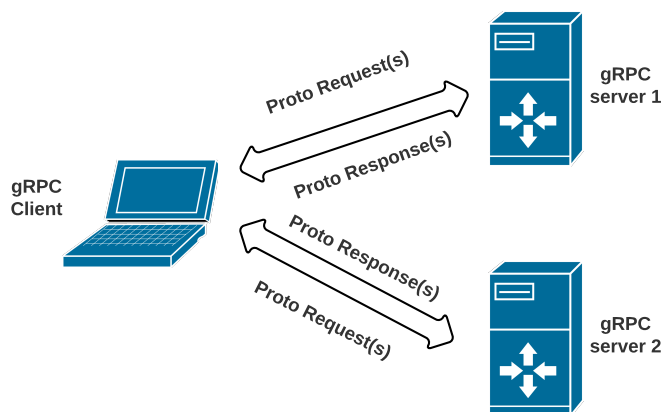 Proto Request(s)
gRPC
server 1
Proto Response(s)
gRPC
Client
Proto Response(s)
Proto Request(s)
gRPC
server 2